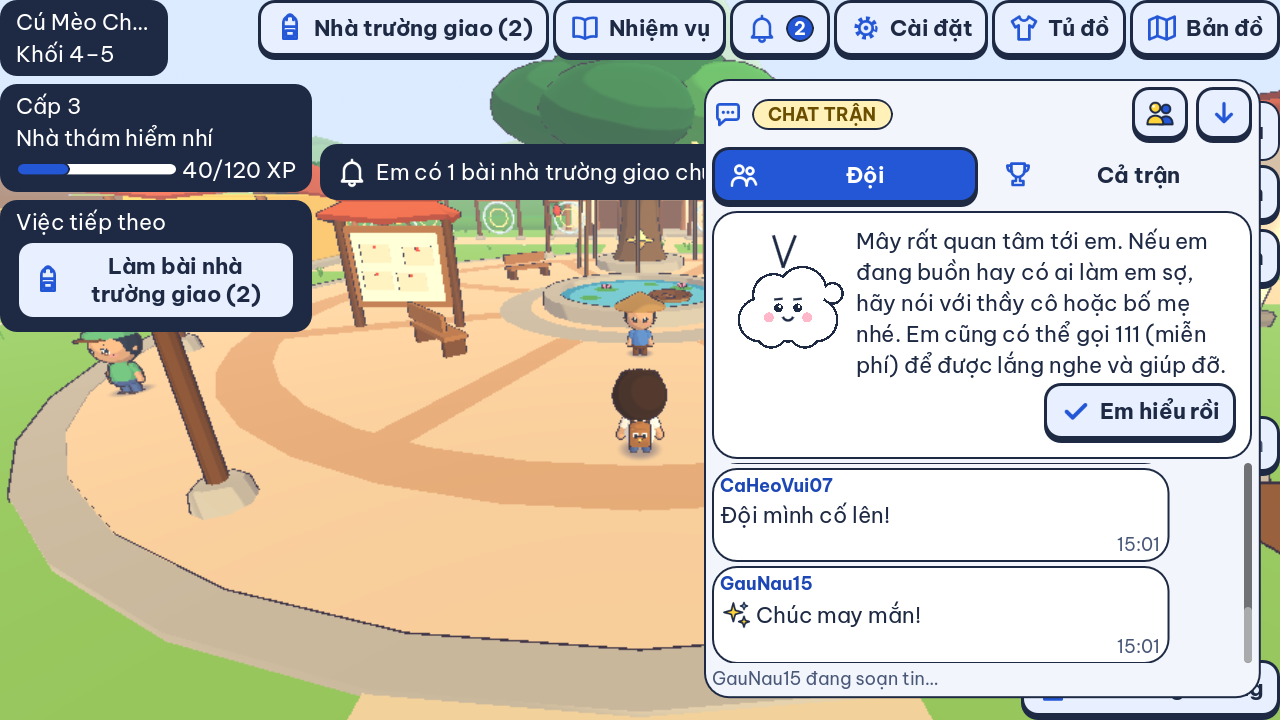 Cú Mèo Ch...
Khối 4–5
Nhà trường giao (2)
Nhiệm vụ
2
Cài đặt
Tủ đồ
Bản đồ
Cấp 3
Nhà thám hiểm nhí
40/120 XP
Em có 1 bài nhà trường giao
Việc tiếp theo
Làm bài nhà
trường giao (2)
CHAT TRẬN
Đội
Cả trận
Mây rất quan tâm tới em. Nếu em
đang buồn hay có ai làm em sợ,
hãy nói với thầy cô hoặc bố mẹ
nhé. Em cũng có thể gọi 111 (miễn
phí) để được lắng nghe và giúp đỡ.
Em hiểu rồi
CaHeoVui07
Đội mình cố lên!
15:01
GauNau15
Chúc may mắn!
15:01
GauNau15 đang soạn tin...